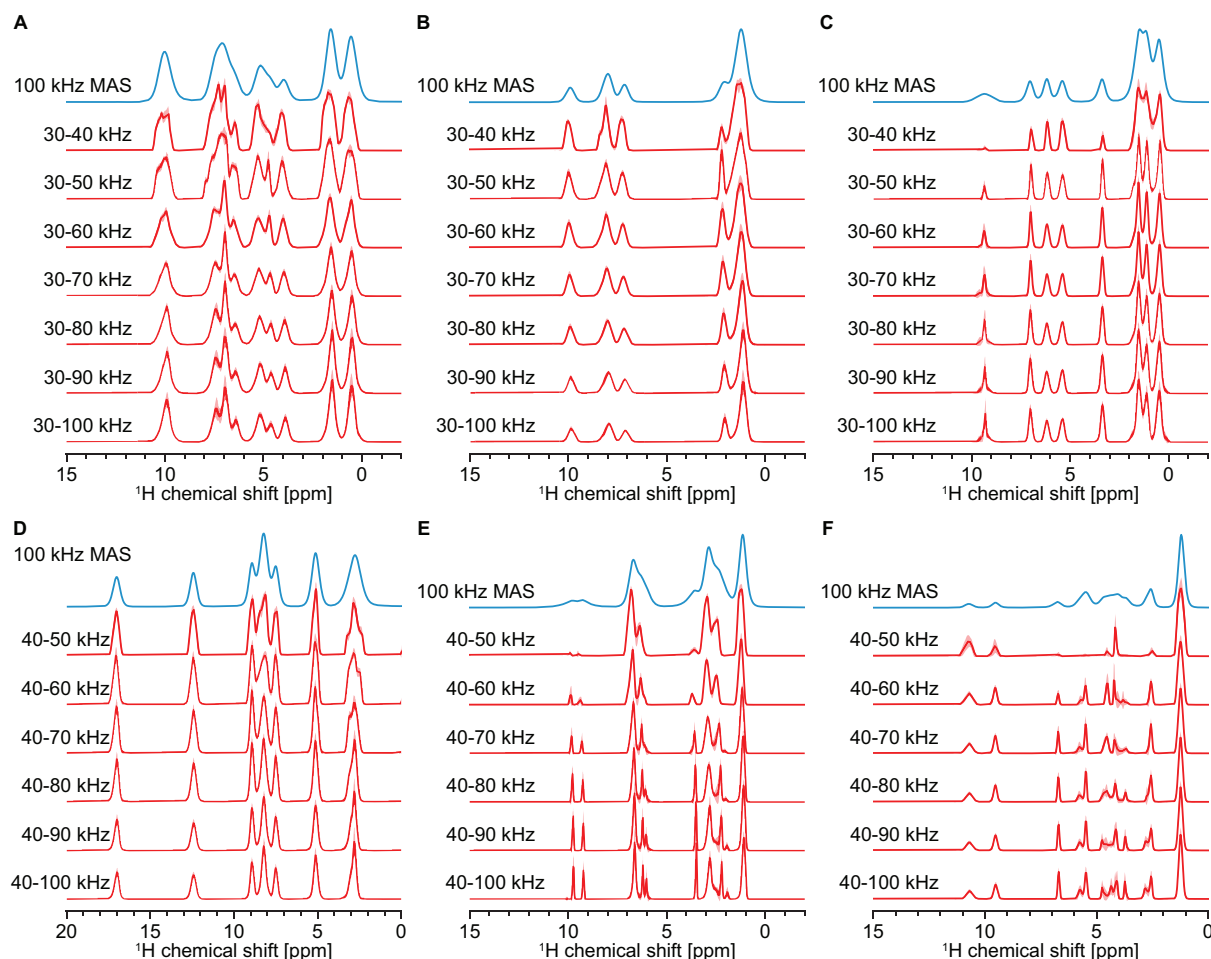 A
100 kHz MAS
30-40 kHz
30-50 kHz
30-60 kHz
30-70 kHz
30-80 kHz
30-90 kHz
30-100 kHz
15 10 5 0
¹H chemical shift [ppm]
B
100 kHz MAS
30-40 kHz
30-50 kHz
30-60 kHz
30-70 kHz
30-80 kHz
30-90 kHz
30-100 kHz
15 10 5 0
¹H chemical shift [ppm]
C
100 kHz MAS
30-40 kHz
30-50 kHz
30-60 kHz
30-70 kHz
30-80 kHz
30-90 kHz
30-100 kHz
15 10 5 0
¹H chemical shift [ppm]
D
100 kHz MAS
40-50 kHz
40-60 kHz
40-70 kHz
40-80 kHz
40-90 kHz
40-100 kHz
20 15 10 5 0
¹H chemical shift [ppm]
E
100 kHz MAS
40-50 kHz
40-60 kHz
40-70 kHz
40-80 kHz
40-90 kHz
40-100 kHz
15 10 5 0
¹H chemical shift [ppm]
F
100 kHz MAS
40-50 kHz
40-60 kHz
40-70 kHz
40-80 kHz
40-90 kHz
40-100 kHz
15 10 5 0
¹H chemical shift [ppm]